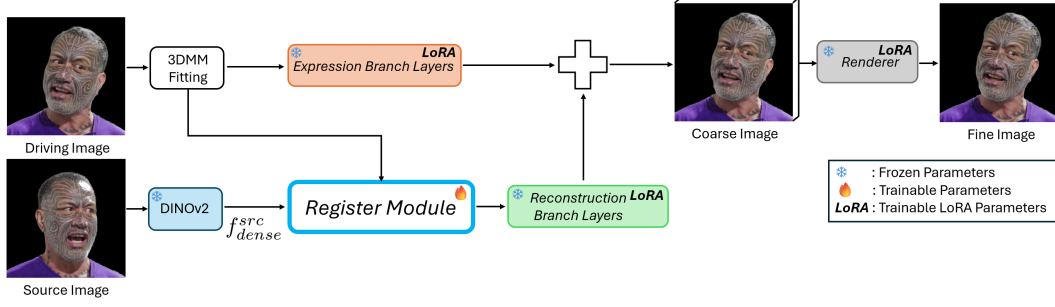 Driving Image
3DMM
Fitting
LoRA
Expression Branch Layers
Coarse Image
LoRA
Renderer
Fine Image
Source Image
DINOv2
f^{src}_{dense}
Register Module
Reconstruction LoRA
Branch Layers
: Frozen Parameters
: Trainable Parameters
LoRA : Trainable LoRA Parameters